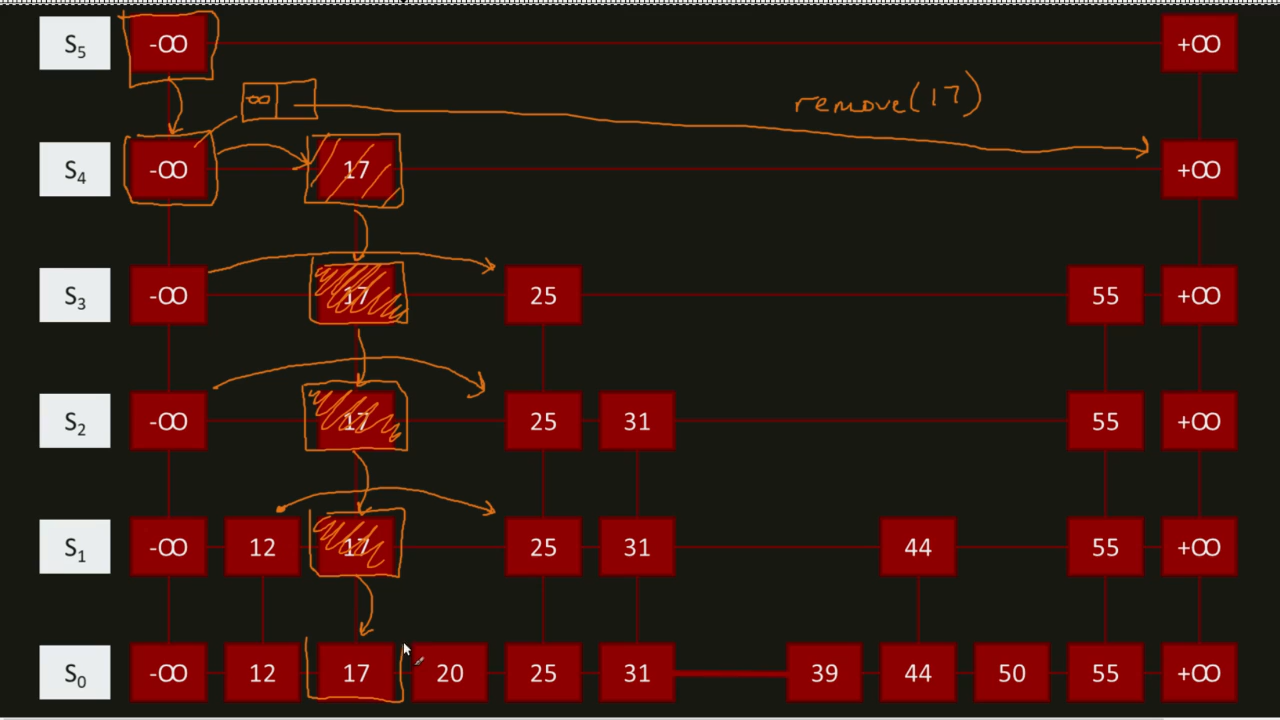 S5 -∞ +∞
∞ remove(17)
S4 -∞ 17 +∞
S3 -∞ 17 25 55 +∞
S2 -∞ 17 25 31 55 +∞
S1 -∞ 12 17 25 31 44 55 +∞
S0 -∞ 12 17 20 25 31 39 44 50 55 +∞